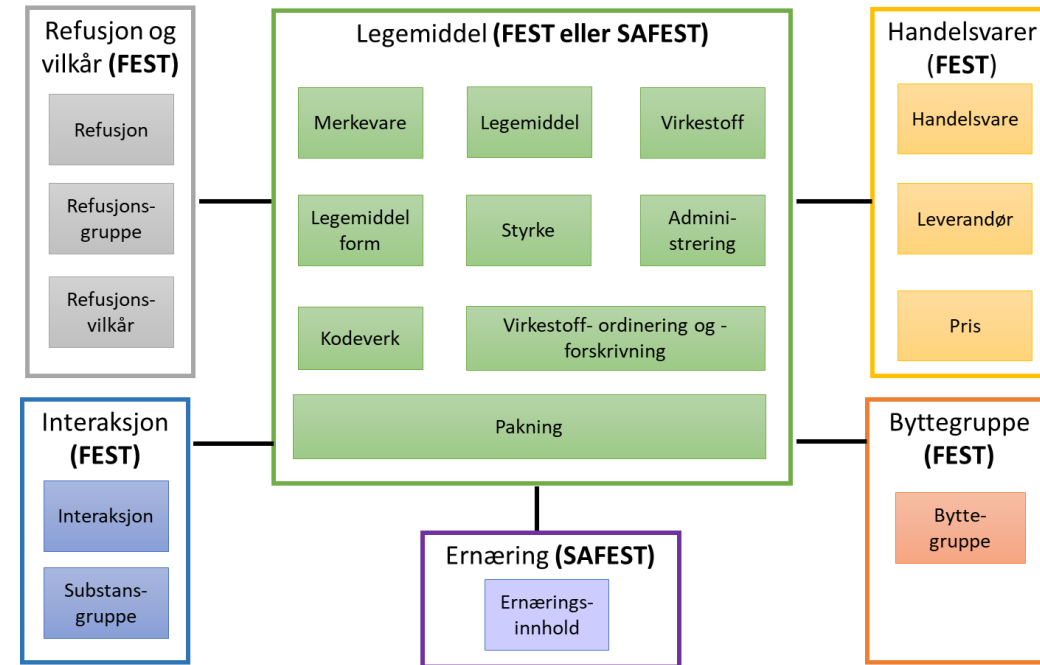 Refusjon og
vilkår (FEST)
Refusjon
Refusjons-
gruppe
Refusjons-
vilkår
Legemiddel (FEST eller SAFEST)
Merkevare
Legemiddel
Virkestoff
Legemiddel
form
Styrke
Admini-
strering
Kodeverk
Virkestoff- ordinering og -
forskrivning
Pakning
Handelsvarer
(FEST)
Handelsvare
Leverandør
Pris
Interaksjon
(FEST)
Interaksjon
Substans-
gruppe
Ernæring (SAFEST)
Ernærings-
innhold
Byttegruppe
(FEST)
Bytte-
gruppe